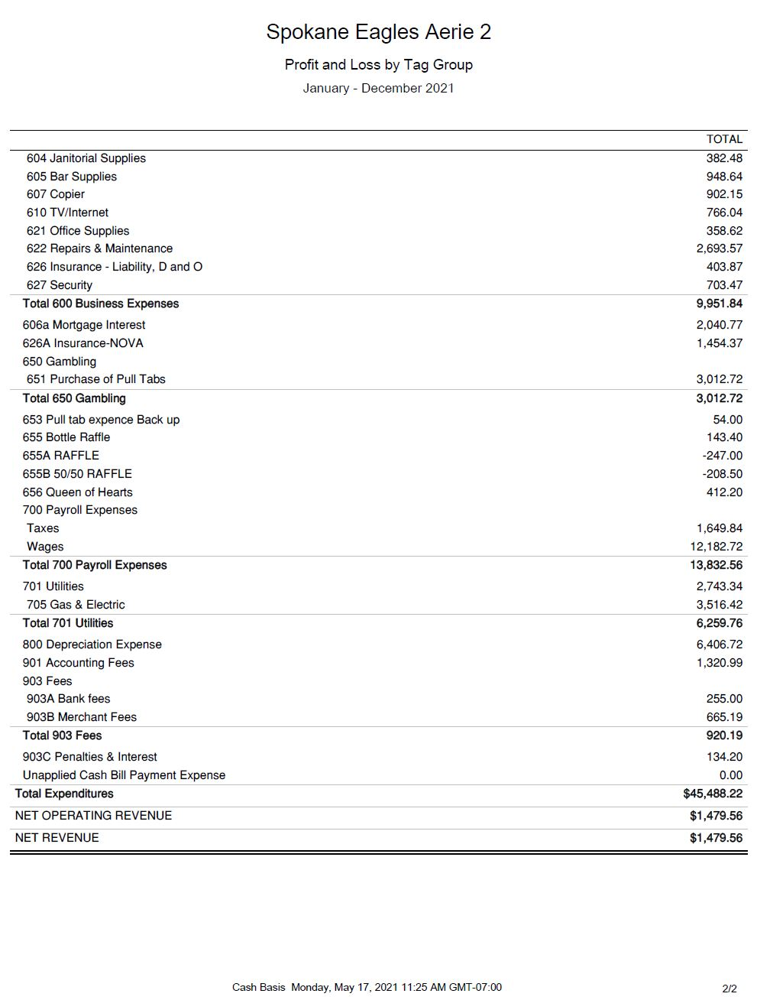 Spokane Eagles Aerie 2
Profit and Loss by Tag Group
January - December 2021
TOTAL
604 Janitorial Supplies 382.48
605 Bar Supplies 948.64
607 Copier 902.15
610 TV/Internet 766.04
621 Office Supplies 358.62
622 Repairs & Maintenance 2,693.57
626 Insurance - Liability, D and O 403.87
627 Security 703.47
Total 600 Business Expenses 9,951.84
606a Mortgage Interest 2,040.77
626A Insurance-NOVA 1,454.37
650 Gambling
651 Purchase of Pull Tabs 3,012.72
Total 650 Gambling 3,012.72
653 Pull tab expence Back up 54.00
655 Bottle Raffle 143.40
655A RAFFLE -247.00
655B 50/50 RAFFLE -208.50
656 Queen of Hearts 412.20
700 Payroll Expenses
Taxes 1,649.84
Wages 12,182.72
Total 700 Payroll Expenses 13,832.56
701 Utilities 2,743.34
705 Gas & Electric 3,516.42
Total 701 Utilities 6,259.76
800 Depreciation Expense 6,406.72
901 Accounting Fees 1,320.99
903 Fees
903A Bank fees 255.00
903B Merchant Fees 665.19
Total 903 Fees 920.19
903C Penalties & Interest 134.20
Unapplied Cash Bill Payment Expense 0.00
Total Expenditures $45,488.22
NET OPERATING REVENUE $1,479.56
NET REVENUE $1,479.56
Cash Basis Monday, May 17, 2021 11:25 AM GMT-07:00 2/2